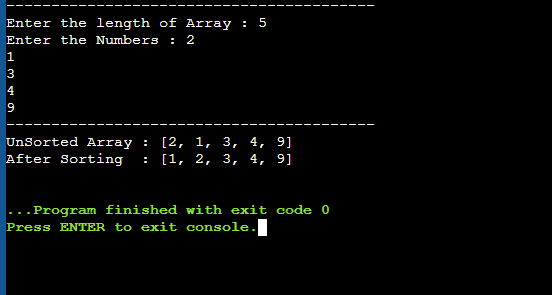 -----------------------------------------
Enter the length of Array : 5
Enter the Numbers : 2
1
3
4
9
-----------------------------------------
UnSorted Array : [2, 1, 3, 4, 9]
After Sorting  : [1, 2, 3, 4, 9]
...Program finished with exit code 0
Press ENTER to exit console.